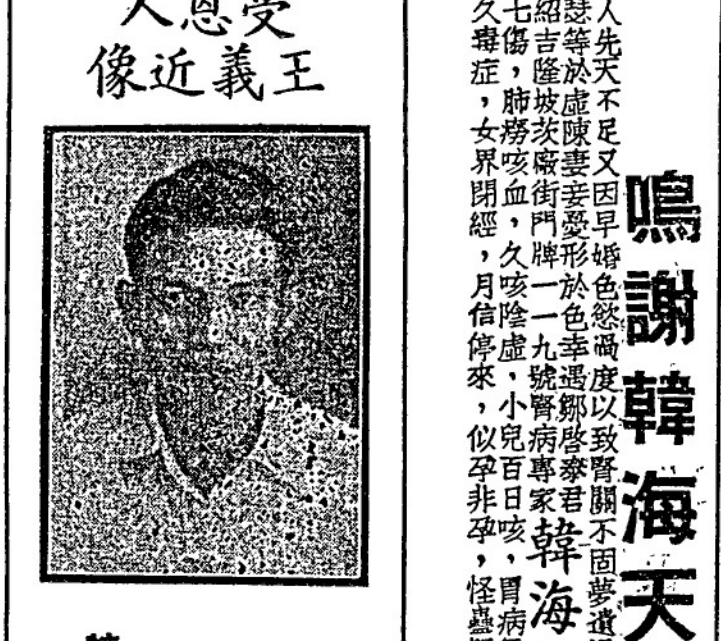 鳴謝韓海天
人先天不足又因早婚色慾過度以致腎關不固夢遺
瑟等於虛陳妻妾憂形於色幸遇鄒啓泰君
紹吉隆坡茨廠街門牌一一九號腎病專家韓海
七傷，肺癆咳血，久咳陰虛，小兒百日咳，胃病
久毒症，女界閉經，月信停來，似孕非孕，怪蠱
受恩人
王義近像